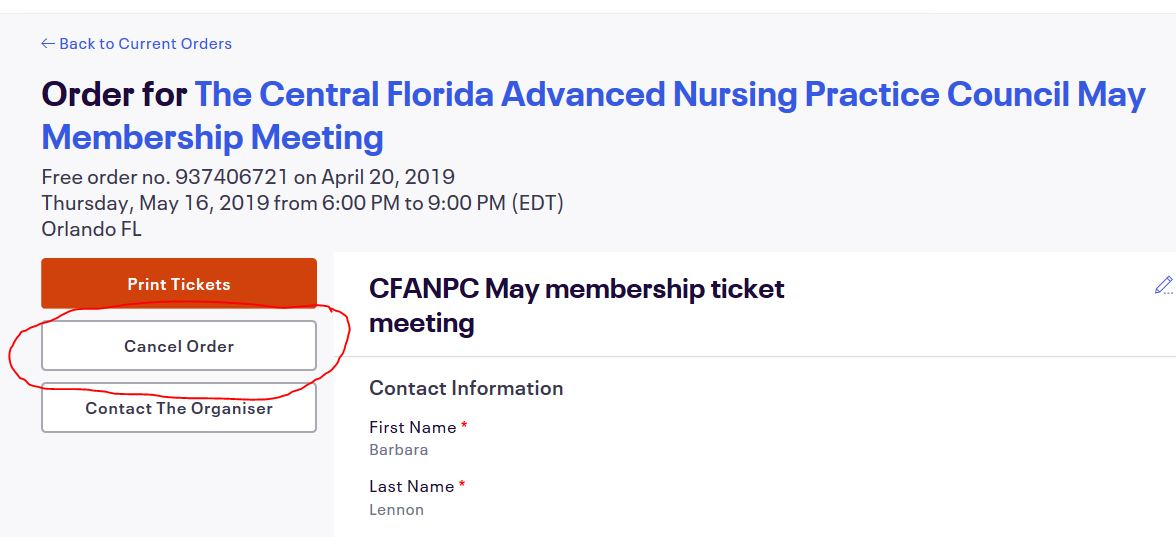 ← Back to Current Orders
Order for The Central Florida Advanced Nursing Practice Council May
Membership Meeting
Free order no. 937406721 on April 20, 2019
Thursday, May 16, 2019 from 6:00 PM to 9:00 PM (EDT)
Orlando FL
Print Tickets
Cancel Order
Contact The Organiser
CFANPC May membership ticket
meeting
Contact Information
First Name *
Barbara
Last Name *
Lennon